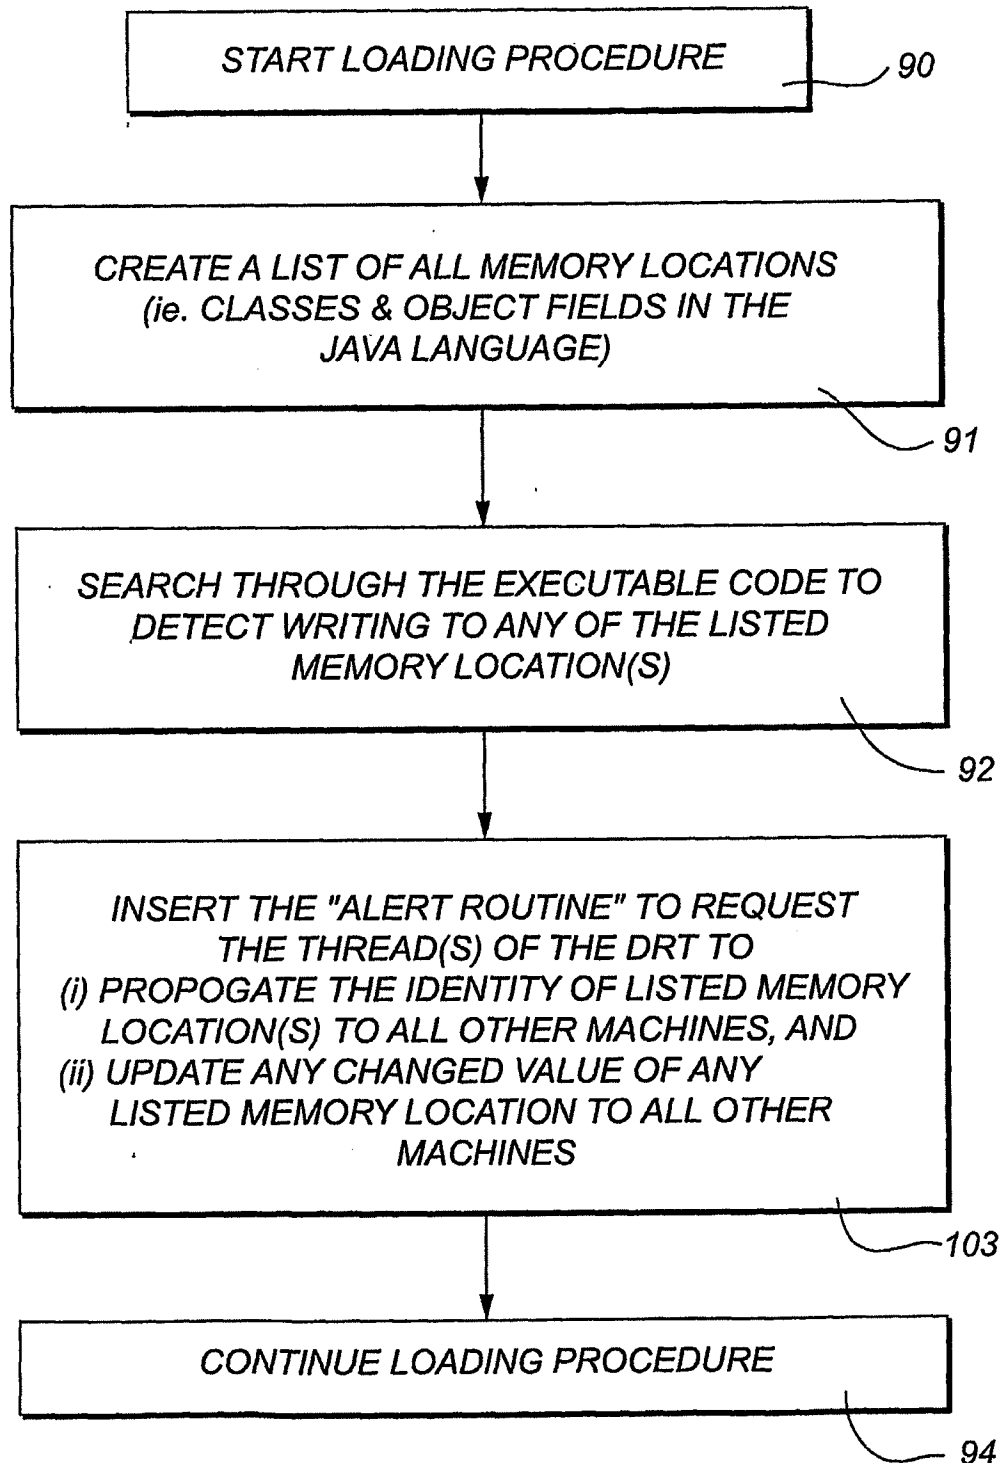 START LOADING PROCEDURE
90
CREATE A LIST OF ALL MEMORY LOCATIONS
(ie. CLASSES & OBJECT FIELDS IN THE
JAVA LANGUAGE)
91
SEARCH THROUGH THE EXECUTABLE CODE TO
DETECT WRITING TO ANY OF THE LISTED
MEMORY LOCATION(S)
92
INSERT THE "ALERT ROUTINE" TO REQUEST
THE THREAD(S) OF THE DRT TO
(i) PROPOGATE THE IDENTITY OF LISTED MEMORY
LOCATION(S) TO ALL OTHER MACHINES, AND
(ii) UPDATE ANY CHANGED VALUE OF ANY
LISTED MEMORY LOCATION TO ALL OTHER
MACHINES
103
CONTINUE LOADING PROCEDURE
94